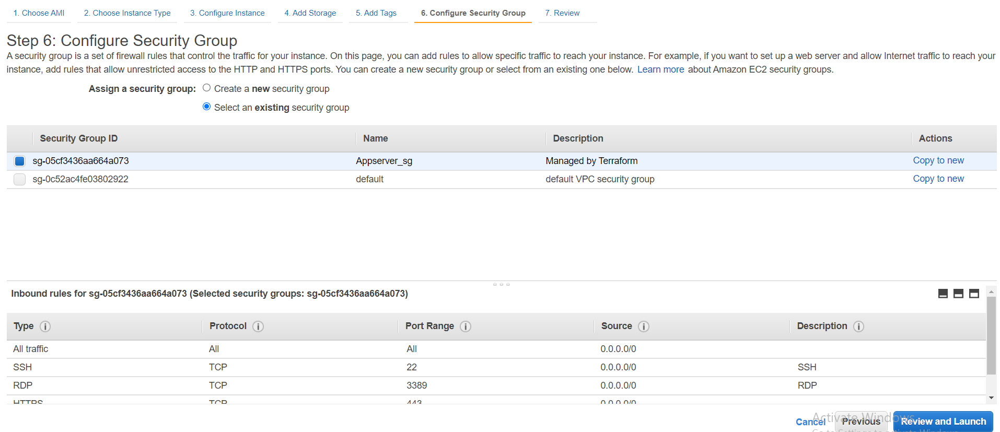 1. Choose AMI 2. Choose Instance Type 3. Configure Instance 4. Add Storage 5. Add Tags 6. Configure Security Group 7. Review
Step 6: Configure Security Group
A security group is a set of firewall rules that control the traffic for your instance. On this page, you can add rules to allow specific traffic to reach your instance. For example, if you want to set up a web server and allow Internet traffic to reach your
instance, add rules that allow unrestricted access to the HTTP and HTTPS ports. You can create a new security group or select from an existing one below. Learn more about Amazon EC2 security groups.
Assign a security group: Create a new security group
Select an existing security group
Security Group ID Name Description Actions
sg-05cf3436aa664a073 Appserver_sg Managed by Terraform Copy to new
sg-0c52ac4fe03802922 default default VPC security group Copy to new
Inbound rules for sg-05cf3436aa664a073 (Selected security groups: sg-05cf3436aa664a073)
Type Protocol Port Range Source Description
All traffic All All 0.0.0.0/0
SSH TCP 22 0.0.0.0/0 SSH
RDP TCP 3389 0.0.0.0/0 RDP
HTTPS TCP 443 0.0.0.0/0
Activate Windows
Cancel Previous Review and Launch